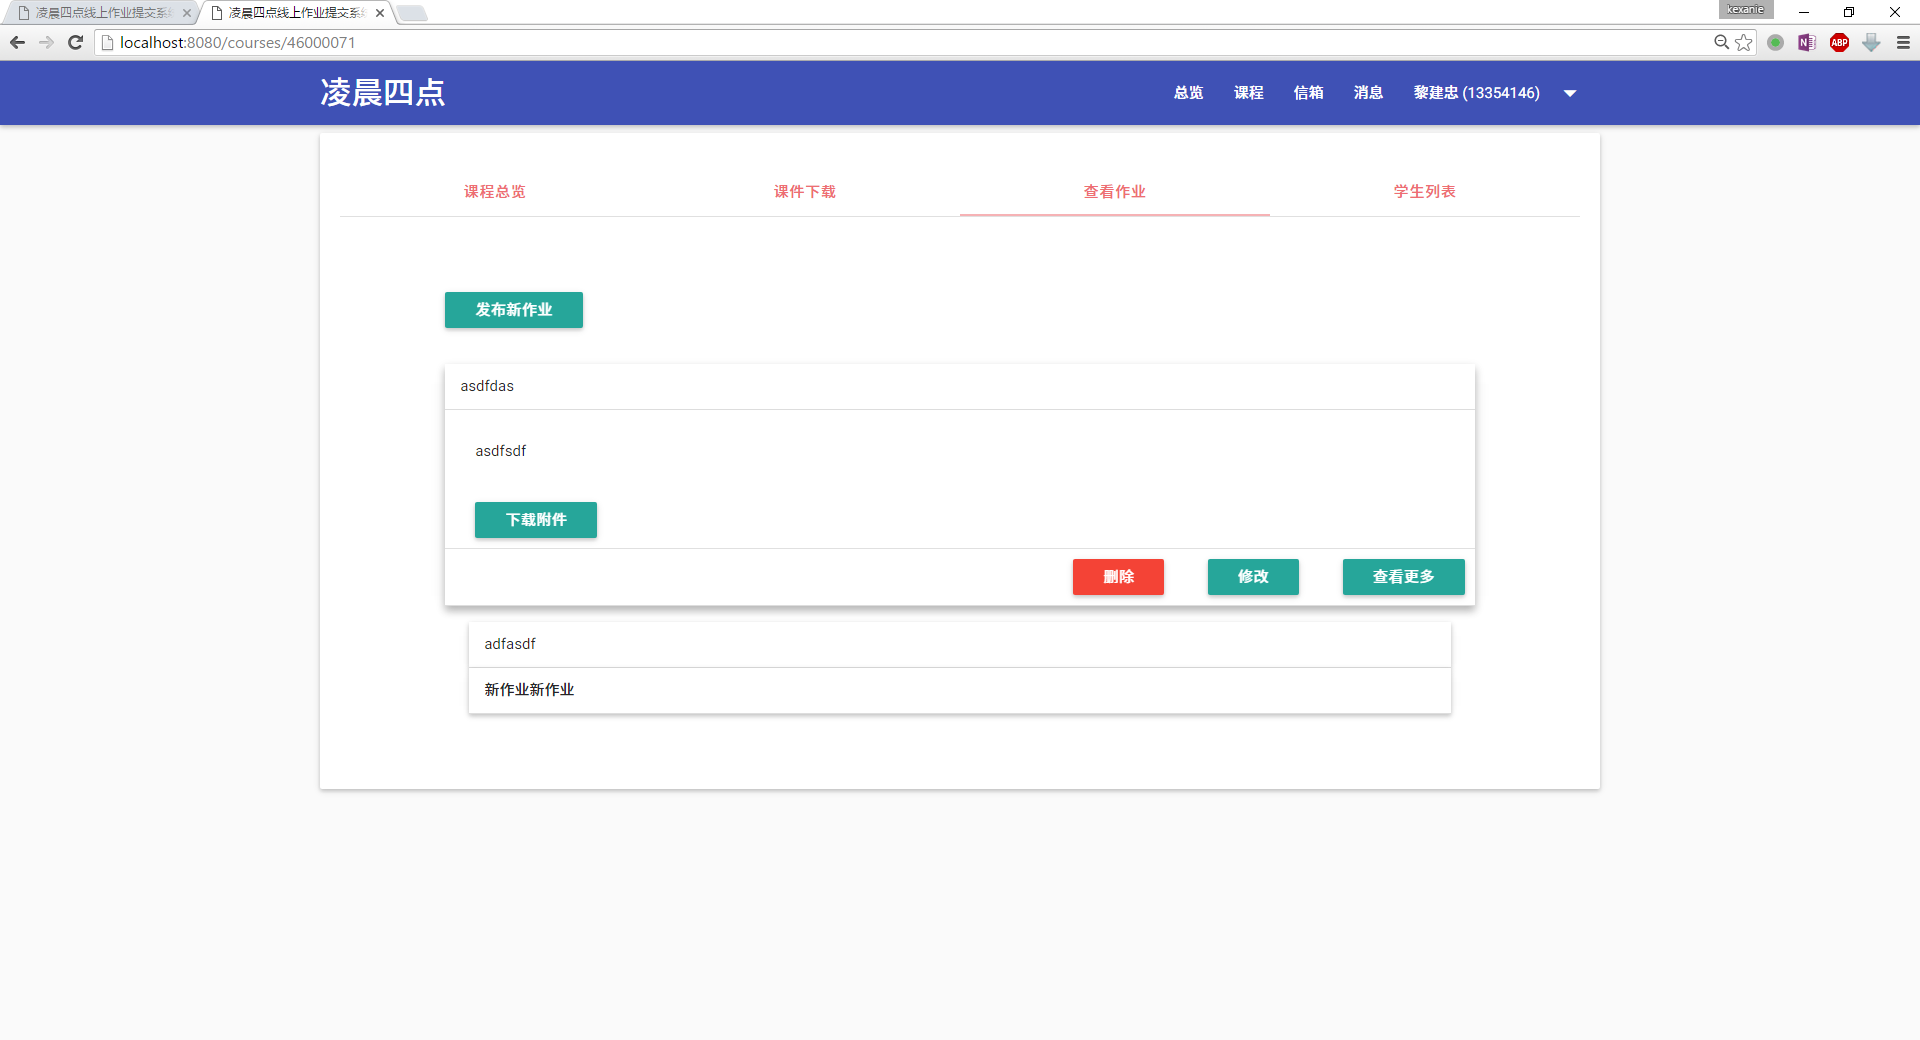 凌晨四点线上作业提交系
凌晨四点线上作业提交系
kexanie
localhost:8080/courses/46000071
N
ABP
凌晨四点
总览 课程 信箱 消息 黎建忠 (13354146)
课程总览 课件下载 查看作业 学生列表
发布新作业
asdfdas
asdfsdf
下载附件
删除 修改 查看更多
adfasdf
新作业新作业